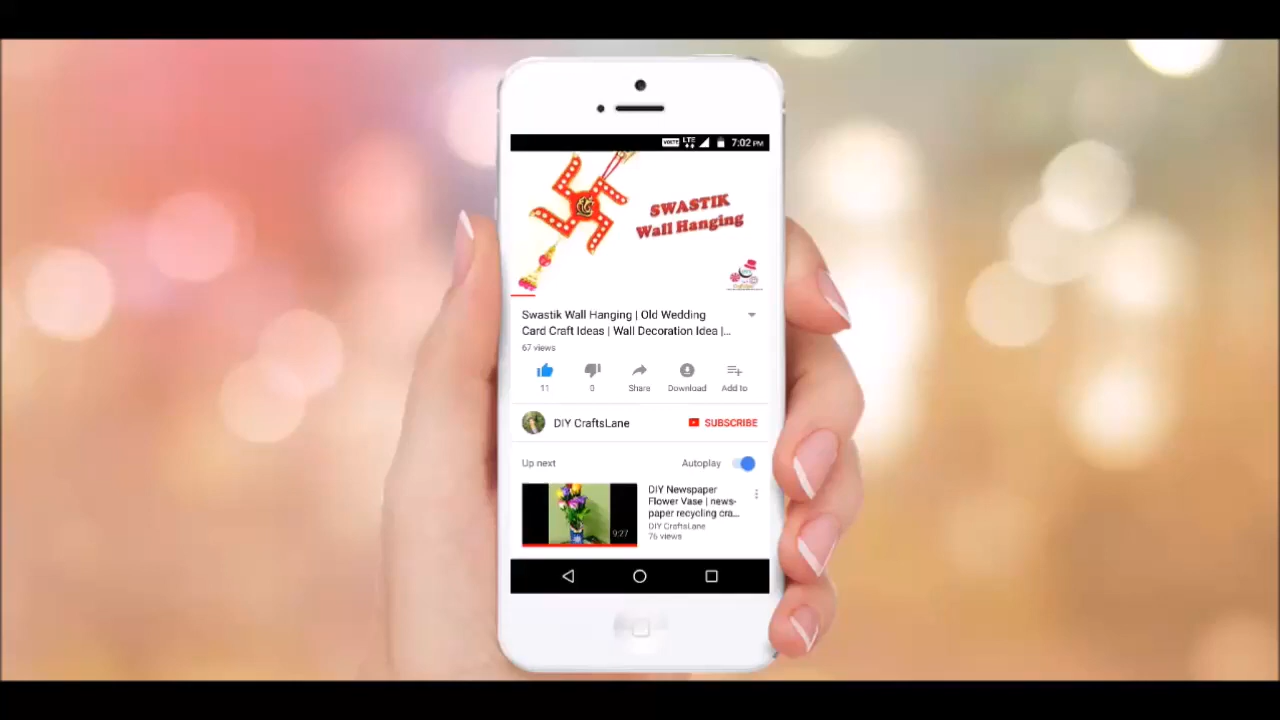 VoLTE LTE 7:02 PM
SWASTIK
Wall Hanging
Swastik Wall Hanging | Old Wedding
Card Craft Ideas | Wall Decoration Idea |...
67 views
11
0
Share
Download
Add to
DIY CraftsLane
SUBSCRIBE
Up next
Autoplay
9:27
DIY Newspaper
Flower Vase | news-
paper recycling cra...
DIY CraftsLane
76 views